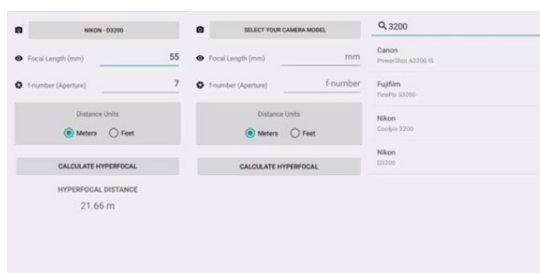 NIKON - D3200
Focal Length (mm) 55
f-number (Aperture) 7
Distance Units
Meters Feet
CALCULATE HYPERFOCAL
HYPERFOCAL DISTANCE
21.66 m
SELECT YOUR CAMERA MODEL
Focal Length (mm) mm
f-number (Aperture) f-number
Distance Units
Meters Feet
CALCULATE HYPERFOCAL
3200
Canon
PowerShot A3200 IS
Fujifilm
FinePix S3200
Nikon
Coolpix 3200
Nikon
D3200